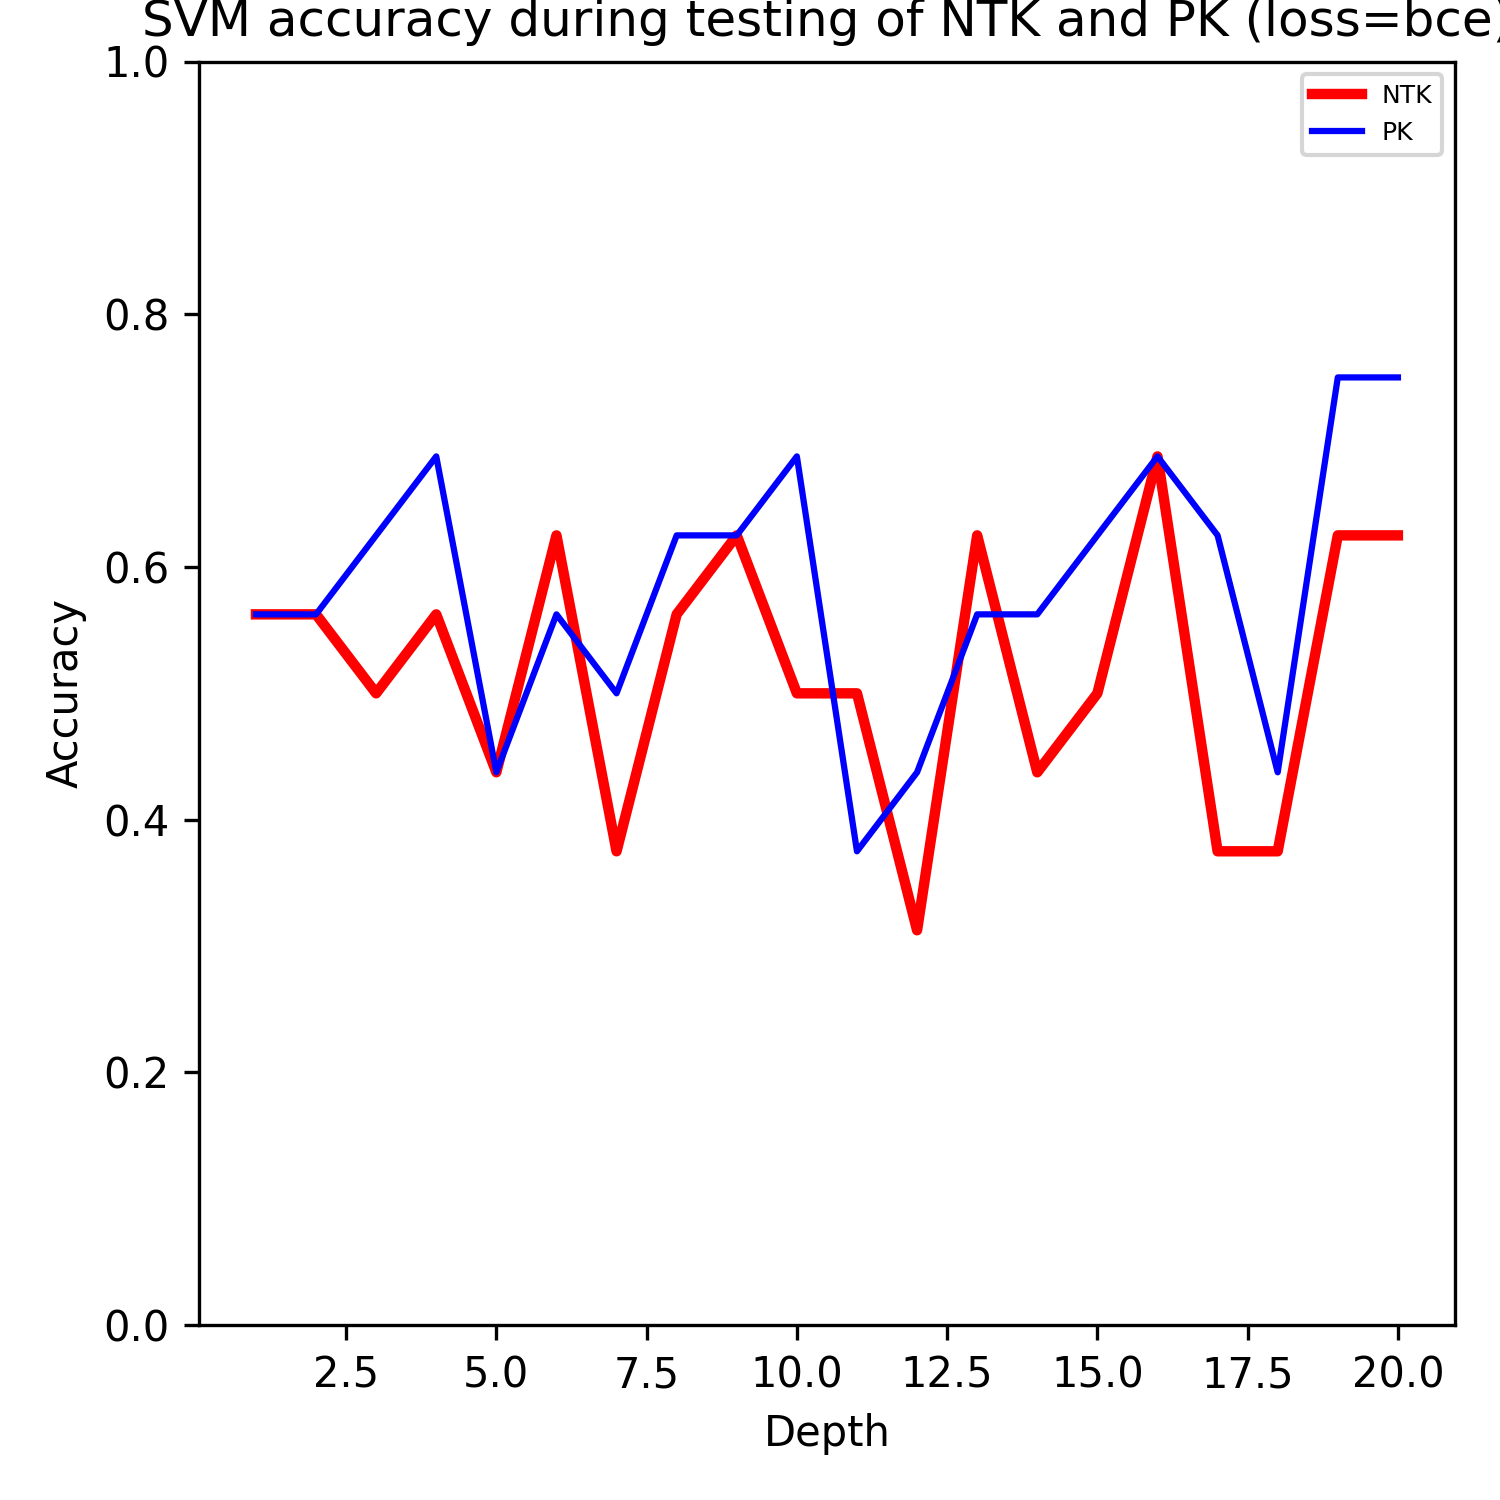 SVM accuracy during testing of NTK and PK (loss=bce)
1.0
0.8
0.6
0.4
0.2
0.0
Accuracy
NTK
PK
2.5 5.0 7.5 10.0 12.5 15.0 17.5 20.0
Depth